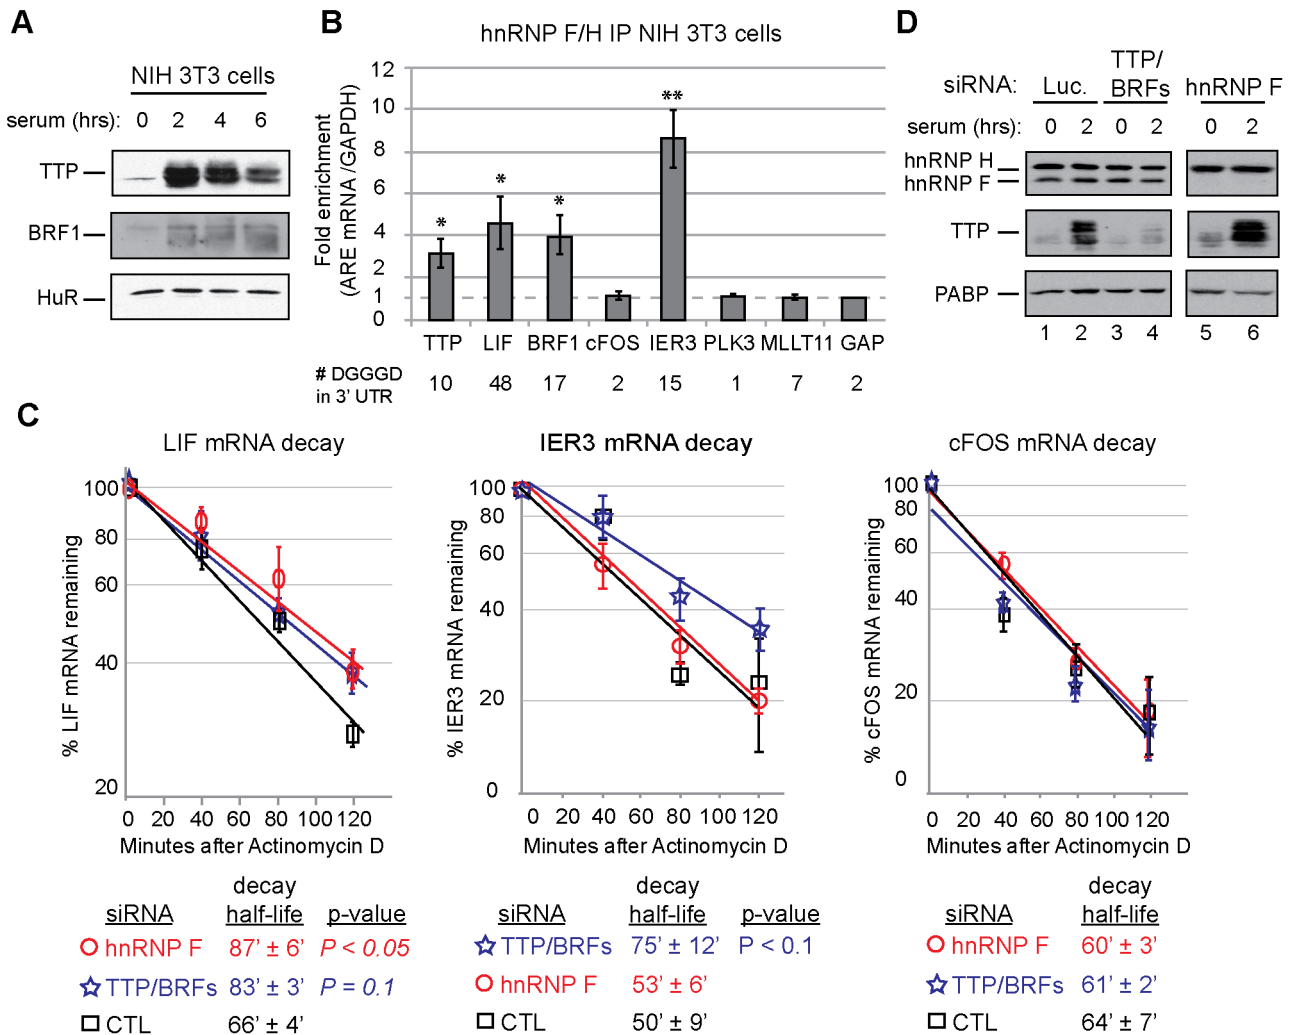 A
NIH 3T3 cells
serum (hrs): 0 2 4 6
TTP
BRF1
HuR
B
hnRNP F/H IP NIH 3T3 cells
Fold enrichment
(ARE mRNA /GAPDH)
12
10
8
6
4
2
1
0
* * * **
TTP LIF BRF1 cFOS IER3 PLK3 MLLT11 GAP
# DGGGD
in 3' UTR
10 48 17 2 15 1 7 2
D
siRNA: Luc. TTP/
BRFs hnRNP F
serum (hrs): 0 2 0 2 0 2
hnRNP H
hnRNP F
TTP
PABP
1 2 3 4 5 6
C
LIF mRNA decay
% LIF mRNA remaining
100
80
60
40
20
0 20 40 60 80 100 120
Minutes after Actinomycin D
decay
siRNA half-life p-value
hnRNP F 87' ± 6' P < 0.05
TTP/BRFs 83' ± 3' P = 0.1
CTL 66' ± 4'
IER3 mRNA decay
% IER3 mRNA remaining
100
80
60
40
20
0
0 20 40 60 80 100 120
Minutes after Actinomycin D
decay
siRNA half-life p-value
TTP/BRFs 75' ± 12' P < 0.1
hnRNP F 53' ± 6'
CTL 50' ± 9'
cFOS mRNA decay
% cFOS mRNA remaining
100
80
60
40
20
0
0 20 40 60 80 100 120
Minutes after Actinomycin D
decay
siRNA half-life
hnRNP F 60' ± 3'
TTP/BRFs 61' ± 2'
CTL 64' ± 7'